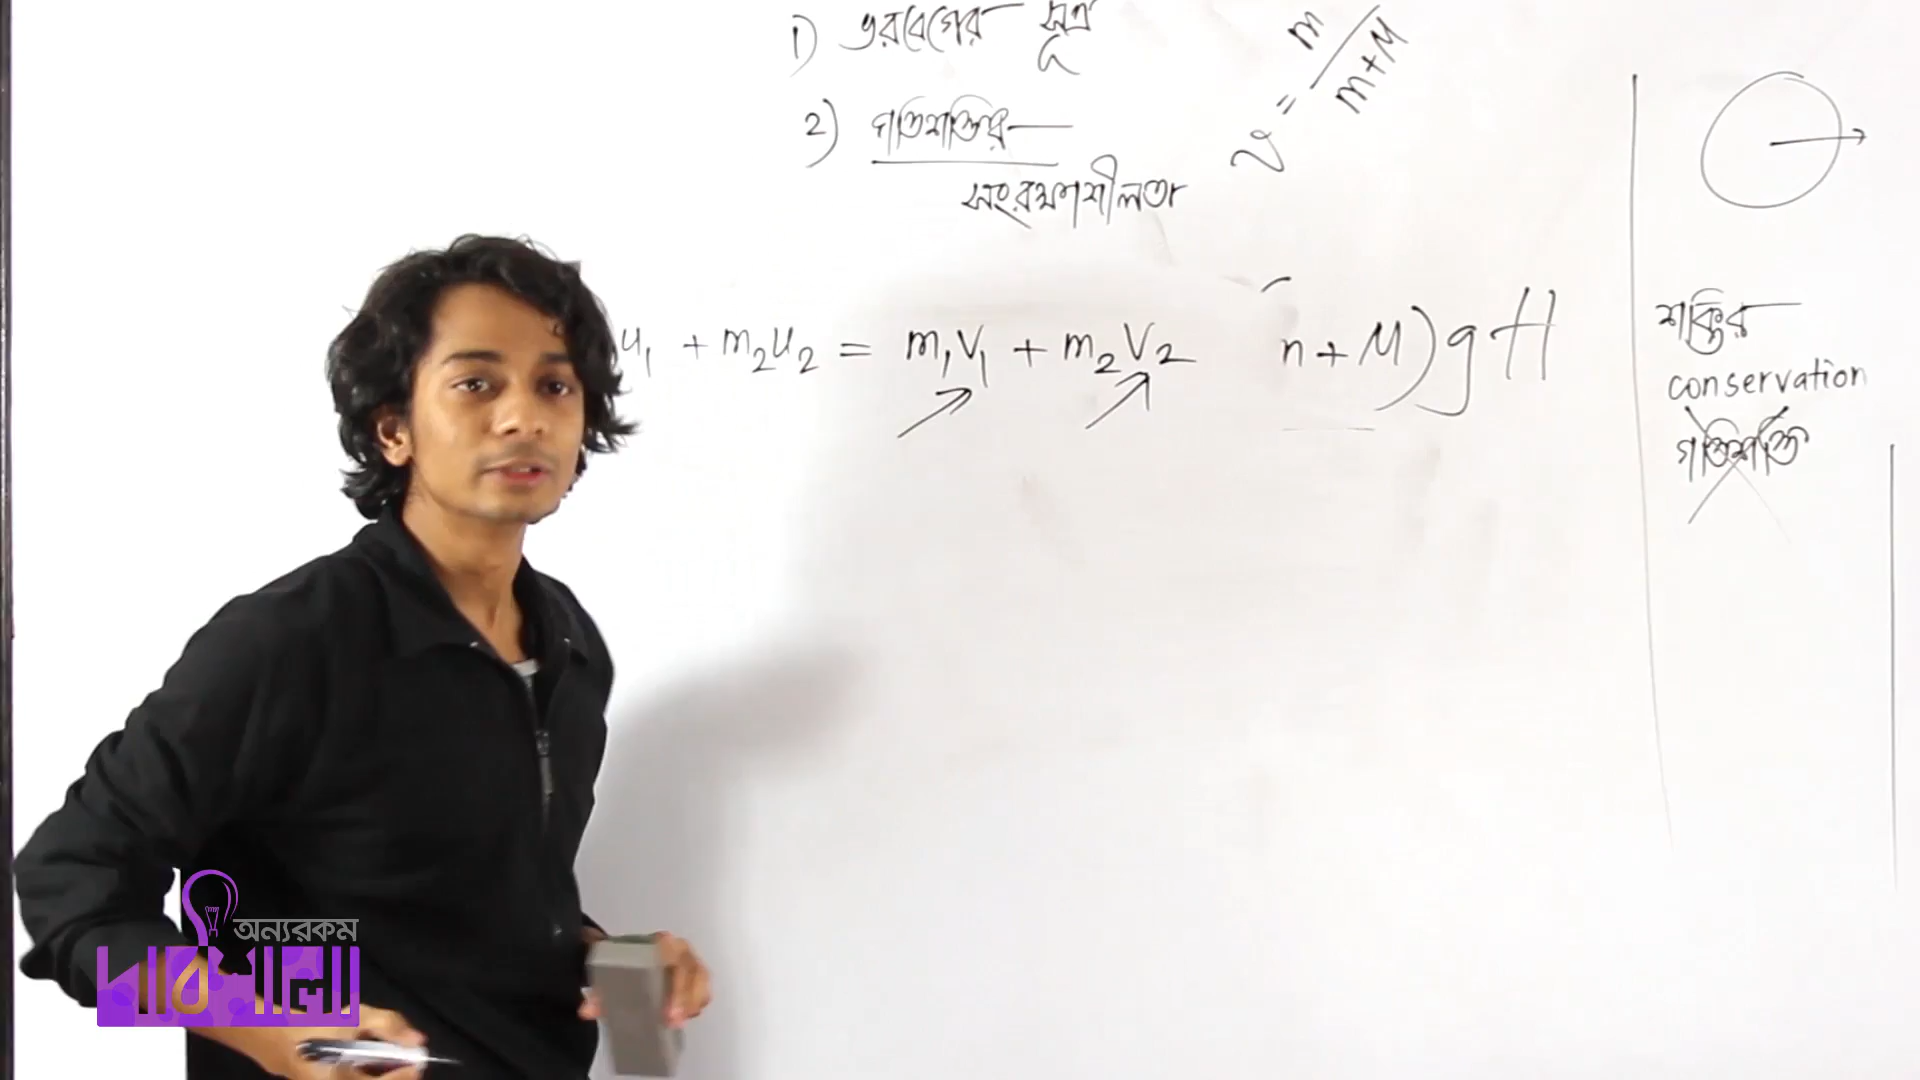 1) ভরবেগের সূত্র
2) গতিশক্তির
সংরক্ষণশীলতা
v = m / m+M
u₁ + m₂u₂ = m₁v₁ + m₂v₂
n + M) g H
শক্তির
conservation
গতিশক্তি
অন্যরকম
পাঠশালা